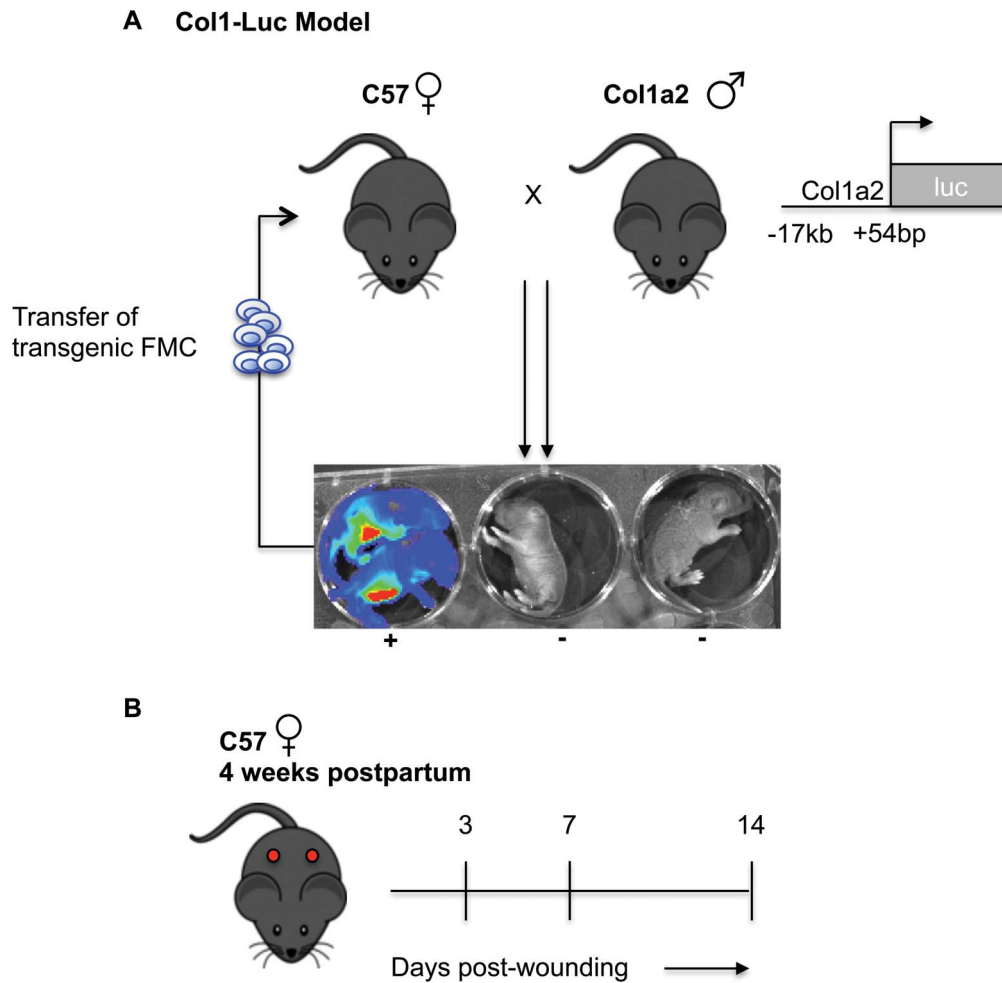 A Col1-Luc Model
C57 ♀
Col1a2 ♂
X
Col1a2
luc
-17kb +54bp
Transfer of
transgenic FMC
+ - -
B
C57 ♀
4 weeks postpartum
3 7 14
Days post-wounding